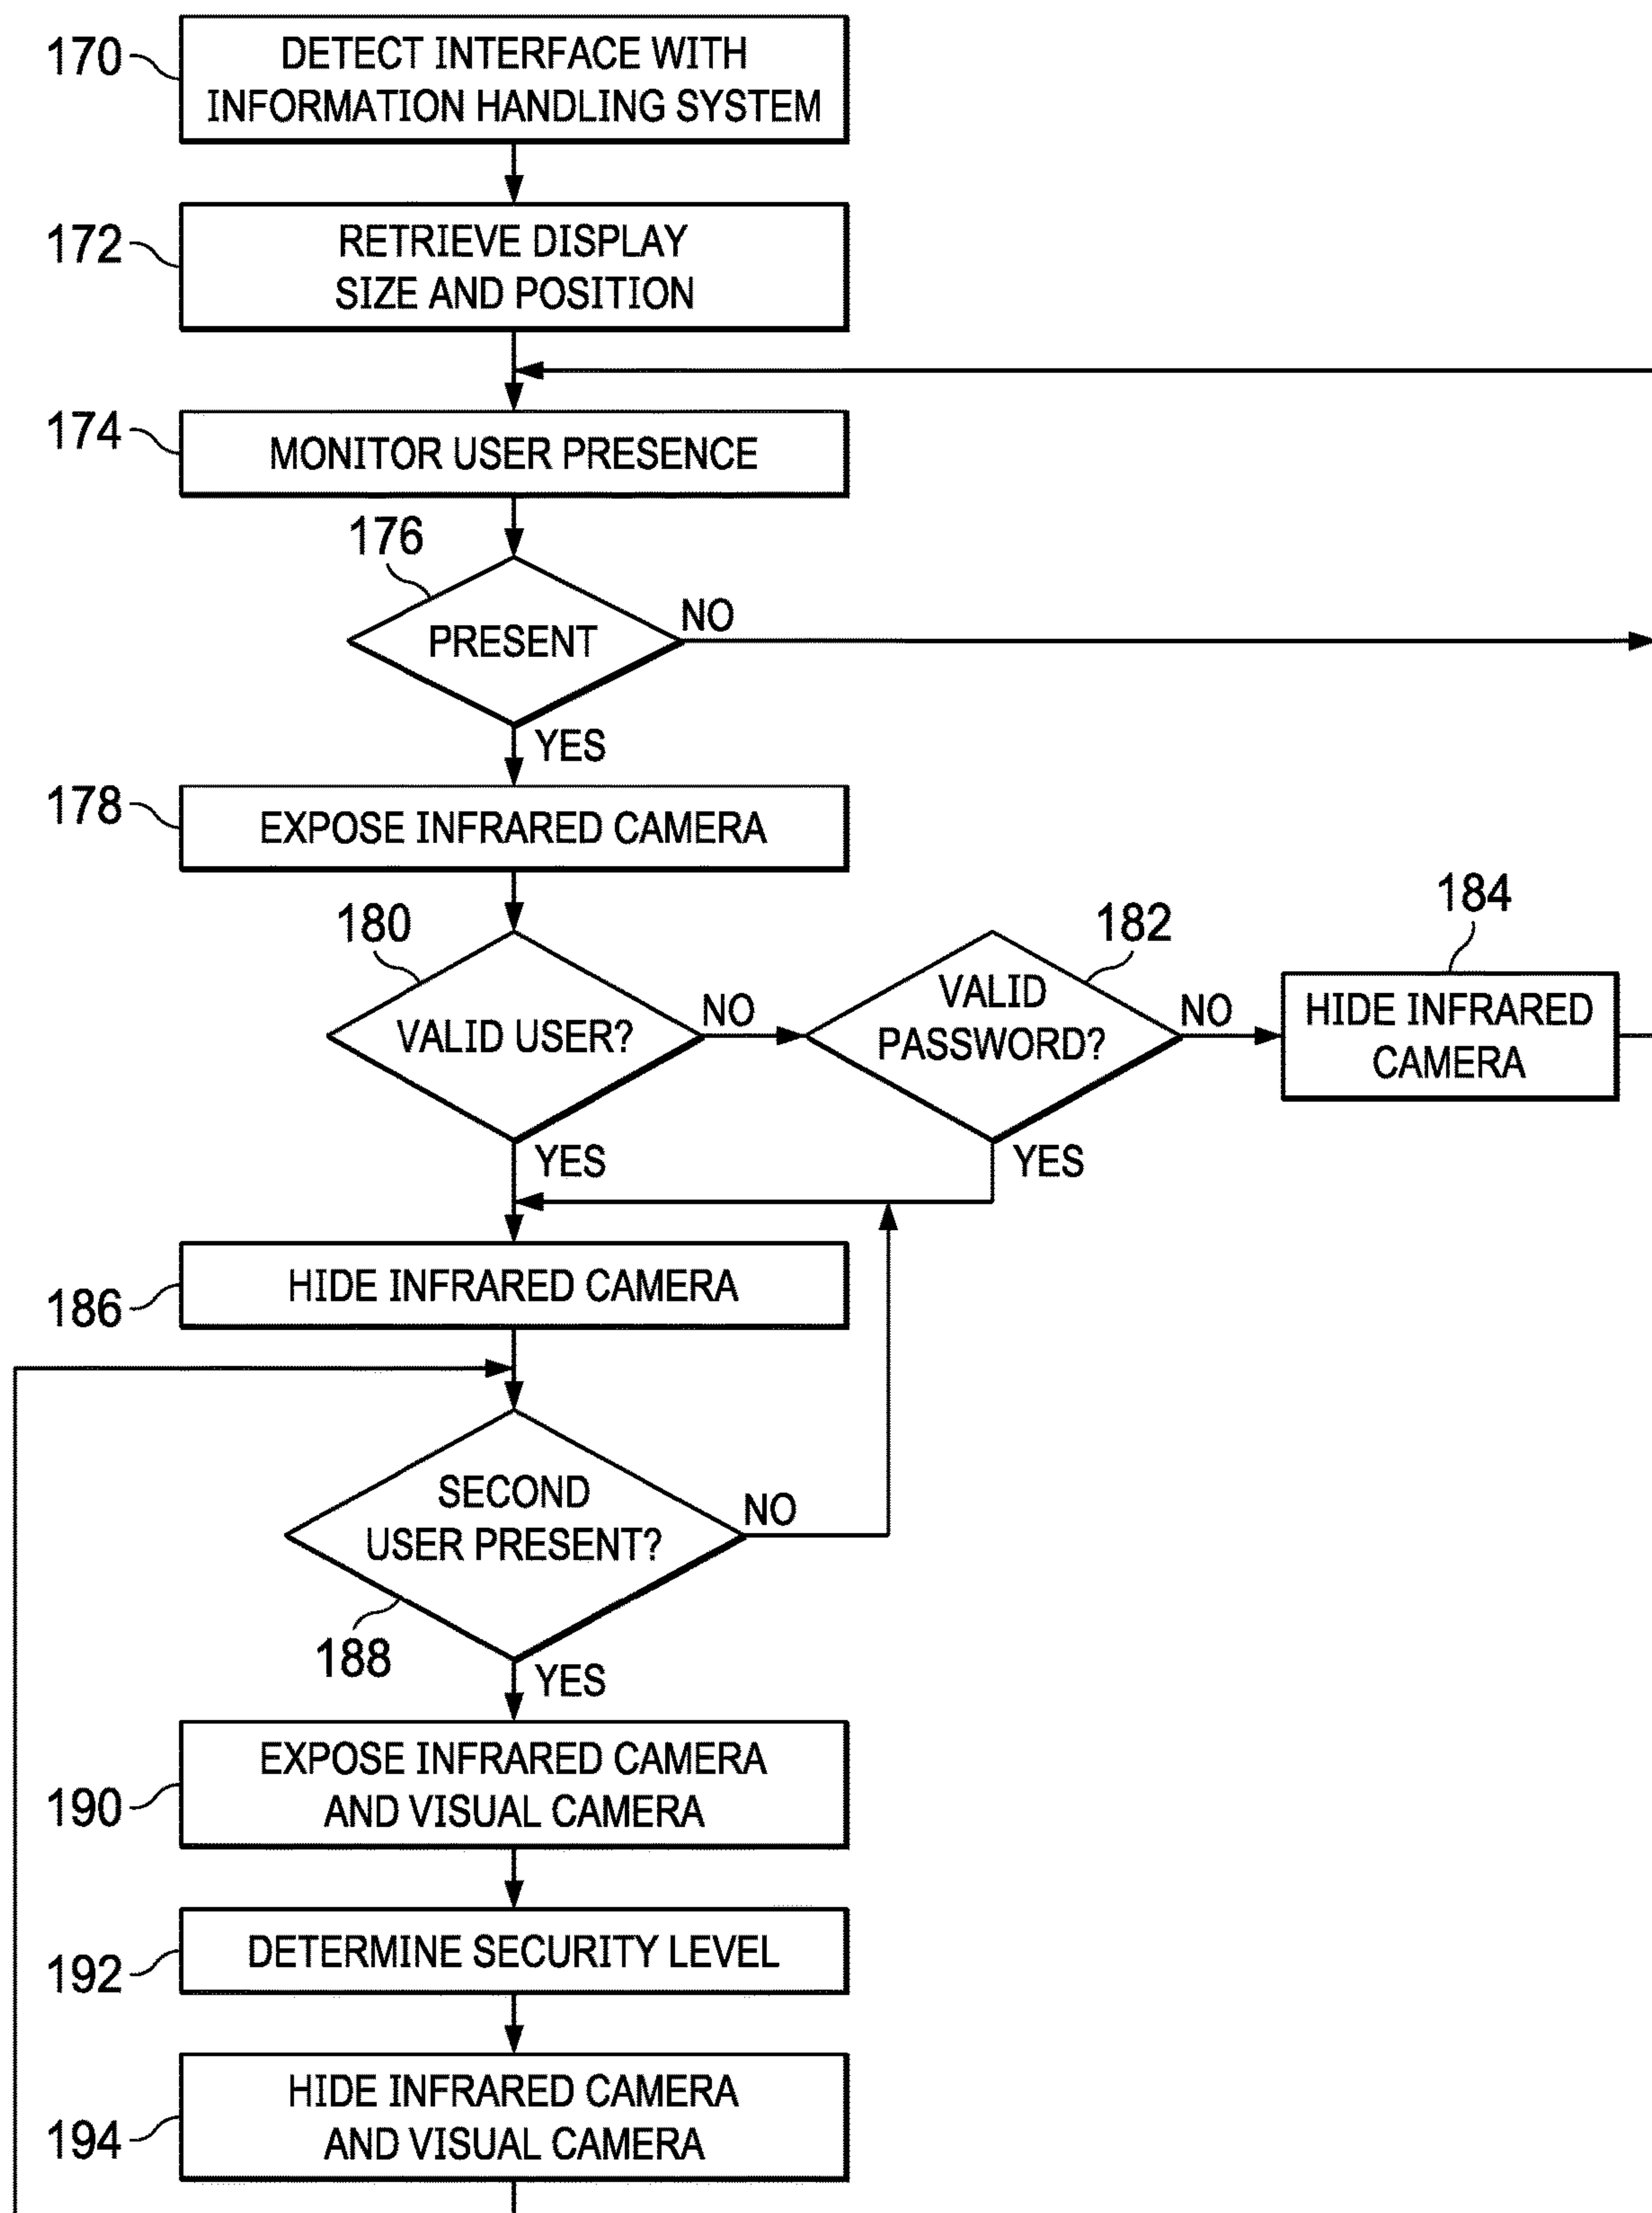 170
DETECT INTERFACE WITH
INFORMATION HANDLING SYSTEM
172
RETRIEVE DISPLAY
SIZE AND POSITION
174
MONITOR USER PRESENCE
176
PRESENT
NO
YES
178
EXPOSE INFRARED CAMERA
180
VALID USER?
NO
YES
182
VALID
PASSWORD?
NO
YES
184
HIDE INFRARED
CAMERA
186
HIDE INFRARED CAMERA
SECOND
USER PRESENT?
NO
188
YES
190
EXPOSE INFRARED CAMERA
AND VISUAL CAMERA
192
DETERMINE SECURITY LEVEL
194
HIDE INFRARED CAMERA
AND VISUAL CAMERA